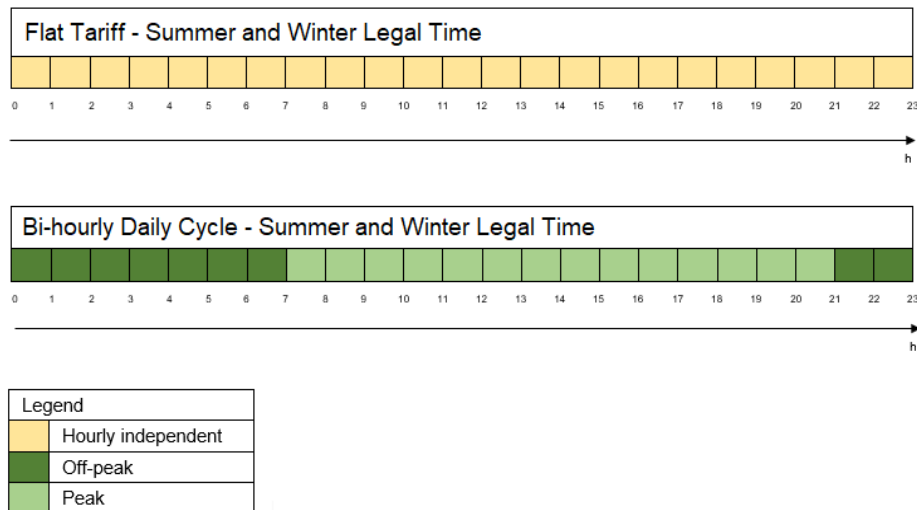 Flat Tariff - Summer and Winter Legal Time
0 1 2 3 4 5 6 7 8 9 10 11 12 13 14 15 16 17 18 19 20 21 22 23
h
Bi-hourly Daily Cycle - Summer and Winter Legal Time
0 1 2 3 4 5 6 7 8 9 10 11 12 13 14 15 16 17 18 19 20 21 22 23
h
Legend
Hourly independent
Off-peak
Peak